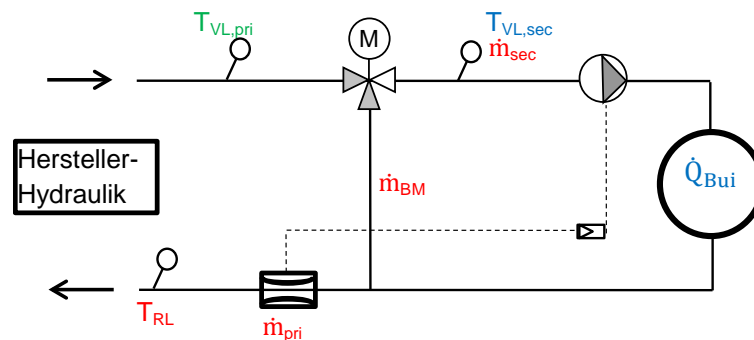 T_VL,pri
M
T_VL,sec
ṁ_sec
Hersteller-
Hydraulik
ṁ_BM
Q̇_Bui
T_RL
ṁ_pri